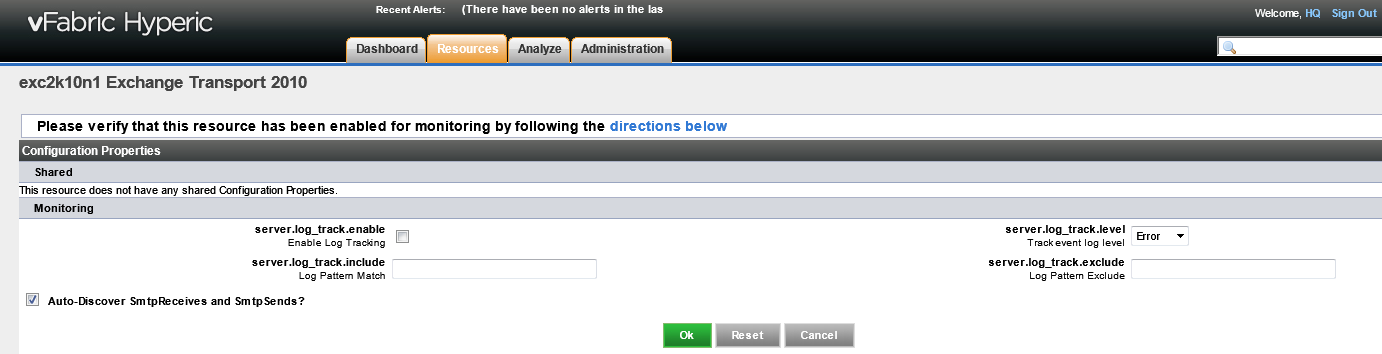 vFabric Hyperic
Recent Alerts: (There have been no alerts in the las
Welcome, HQ Sign Out
Dashboard Resources Analyze Administration
exc2k10n1 Exchange Transport 2010
Please verify that this resource has been enabled for monitoring by following the directions below
Configuration Properties
Shared
This resource does not have any shared Configuration Properties.
Monitoring
server.log_track.enable
Enable Log Tracking
server.log_track.level Error
Track event log level
server.log_track.include
Log Pattern Match
server.log_track.exclude
Log Pattern Exclude
Auto-Discover SmtpReceives and SmtpSends?
Ok Reset Cancel